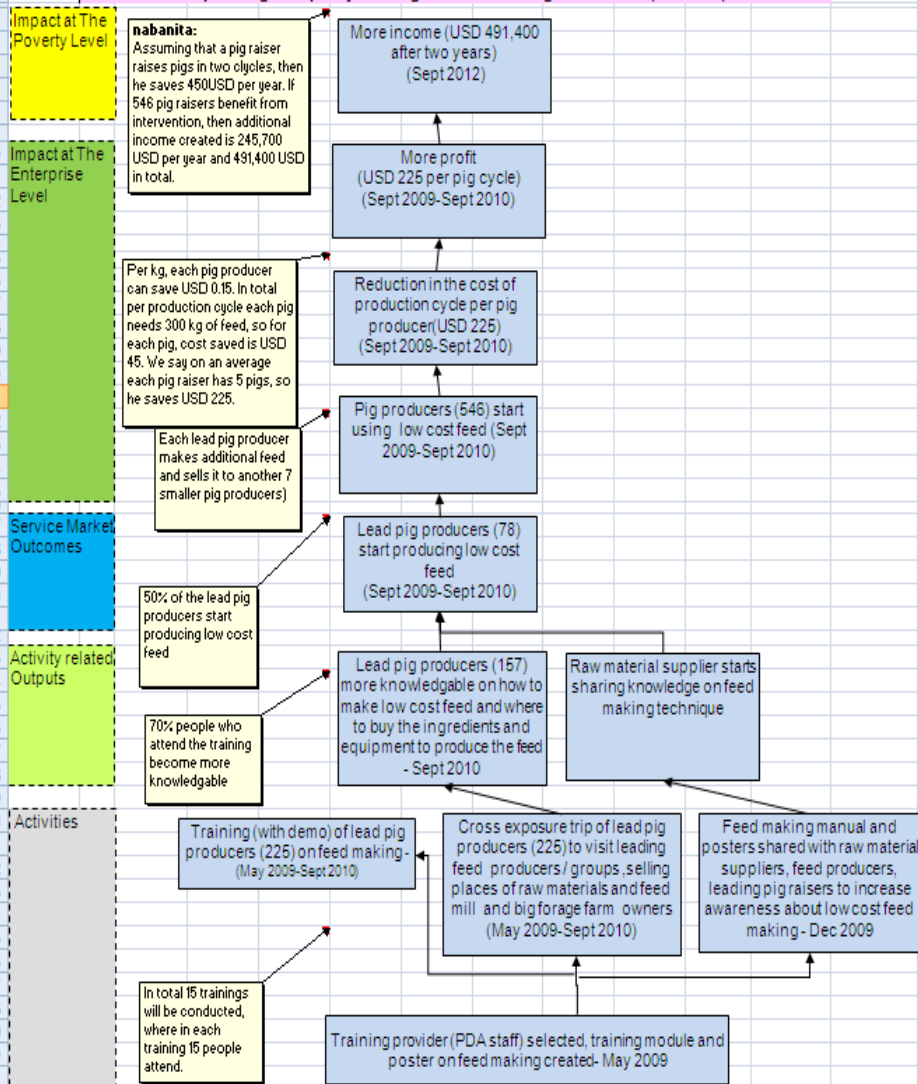 Impact at The
Poverty Level
nabanita:
Assuming that a pig raiser
raises pigs in two clycles, then
he saves 450USD per year. If
546 pig raisers benefit from
intervention, then additional
income created is 245,700
USD per year and 491,400 USD
in total.
More income (USD 491,400
after two years)
(Sept 2012)
Impact at The
Enterprise
Level
More profit
(USD 225 per pig cycle)
(Sept 2009-Sept 2010)
Per kg, each pig producer
can save USD 0.15. In total
per production cycle each pig
needs 300 kg of feed, so for
each pig, cost saved is USD
45. We say on an average
each pig raiser has 5 pigs, so
he saves USD 225.
Reduction in the cost of
production cycle per pig
producer(USD 225)
(Sept 2009-Sept 2010)
Each lead pig producer
makes additional feed
and sells it to another 7
smaller pig producers)
Pig producers (546) start
using low cost feed (Sept
2009-Sept 2010)
Service Market
Outcomes
Lead pig producers (78)
start producing low cost
feed
(Sept 2009-Sept 2010)
50% of the lead pig
producers start
producing low cost
feed
Activity related
Outputs
Lead pig producers (157)
more knowledgable on how to
make low cost feed and where
to buy the ingredients and
equipment to produce the feed
- Sept 2010
Raw material supplier starts
sharing knowledge on feed
making technique
70% people who
attend the training
become more
knowledgable
Activities
Training (with demo) of lead pig
producers (225) on feed making -
(May 2009-Sept 2010)
Cross exposure trip of lead pig
producers (225) to visit leading
feed producers/ groups ,selling
places of raw materials and feed
mill and big forage farm owners
(May 2009-Sept 2010)
Feed making manual and
posters shared with raw material
suppliers, feed producers,
leading pig raisers to increase
awareness about low cost feed
making - Dec 2009
In total 15 trainings
will be conducted,
where in each
training 15 people
attend.
Training provider (PDA staff) selected, training module and
poster on feed making created- May 2009